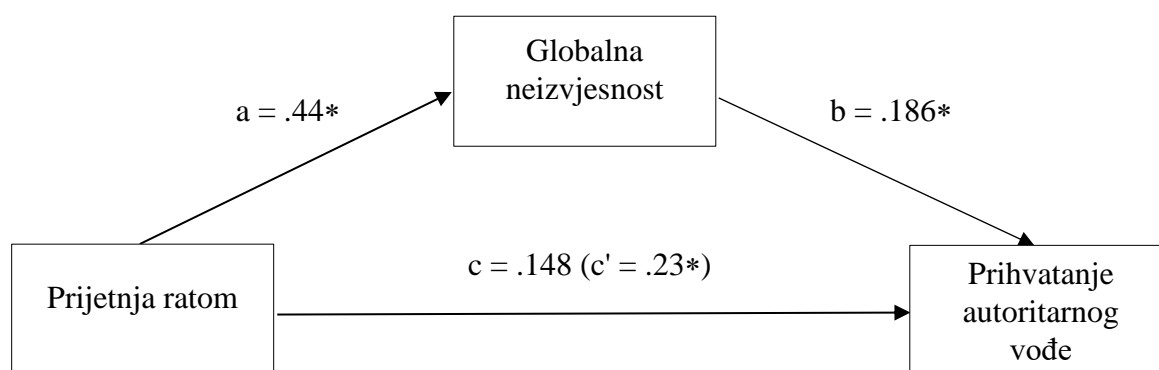 Globalna
neizvjesnost
a = .44*
b = .186*
c = .148 (c' = .23*)
Prijetnja ratom
Prihvatanje
autoritarnog
vođe